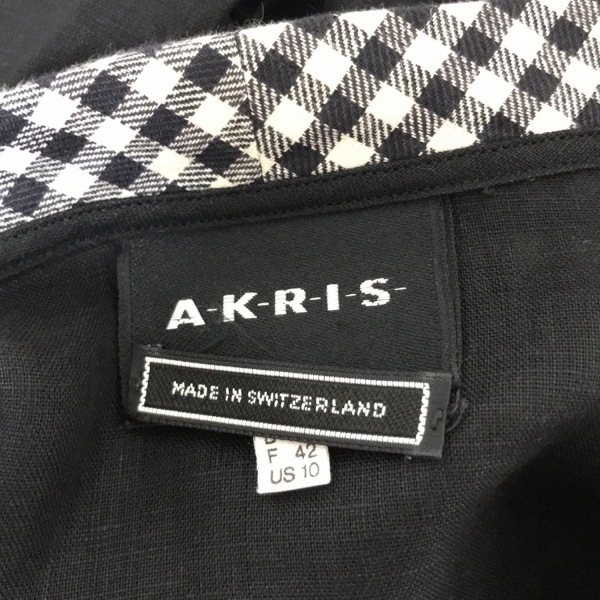 A-K-R-I-S-
MADE IN SWITZERLAND
F 42
US 10